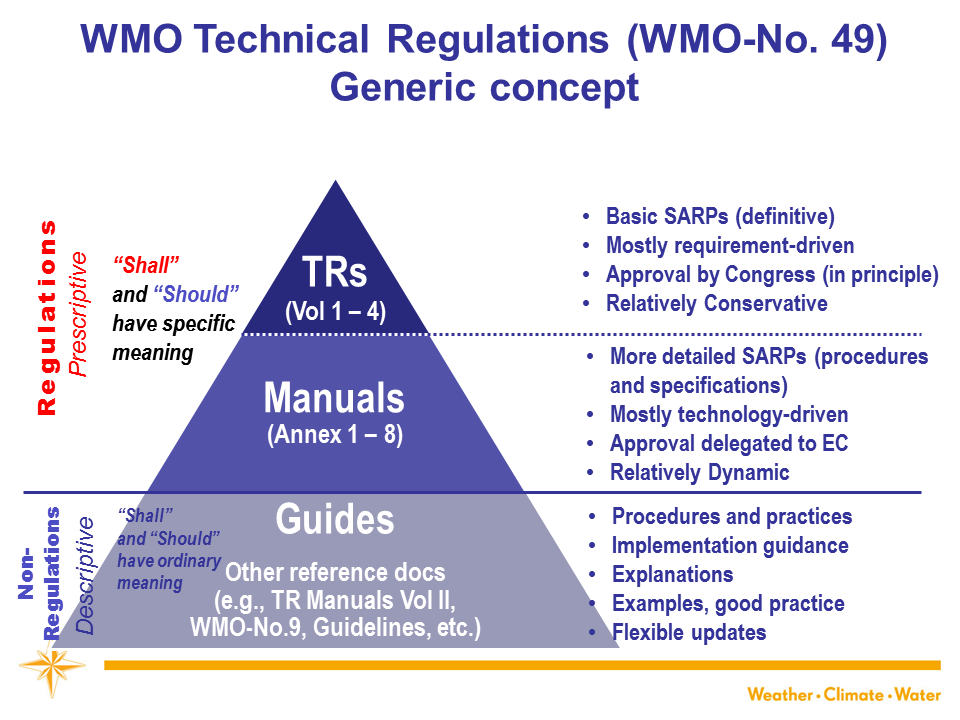 WMO Technical Regulations (WMO-No. 49)
Generic concept
Regulations
Prescriptive
“Shall”
and “Should”
have specific
meaning
TRs
(Vol 1 – 4)
• Basic SARPs (definitive)
• Mostly requirement-driven
• Approval by Congress (in principle)
• Relatively Conservative
Manuals
(Annex 1 – 8)
• More detailed SARPs (procedures
and specifications)
• Mostly technology-driven
• Approval delegated to EC
• Relatively Dynamic
Non-
Regulations
Descriptive
“Shall”
and “Should”
have ordinary
meaning
Guides
Other reference docs
(e.g., TR Manuals Vol II,
WMO-No.9, Guidelines, etc.)
• Procedures and practices
• Implementation guidance
• Explanations
• Examples, good practice
• Flexible updates
Weather · Climate · Water